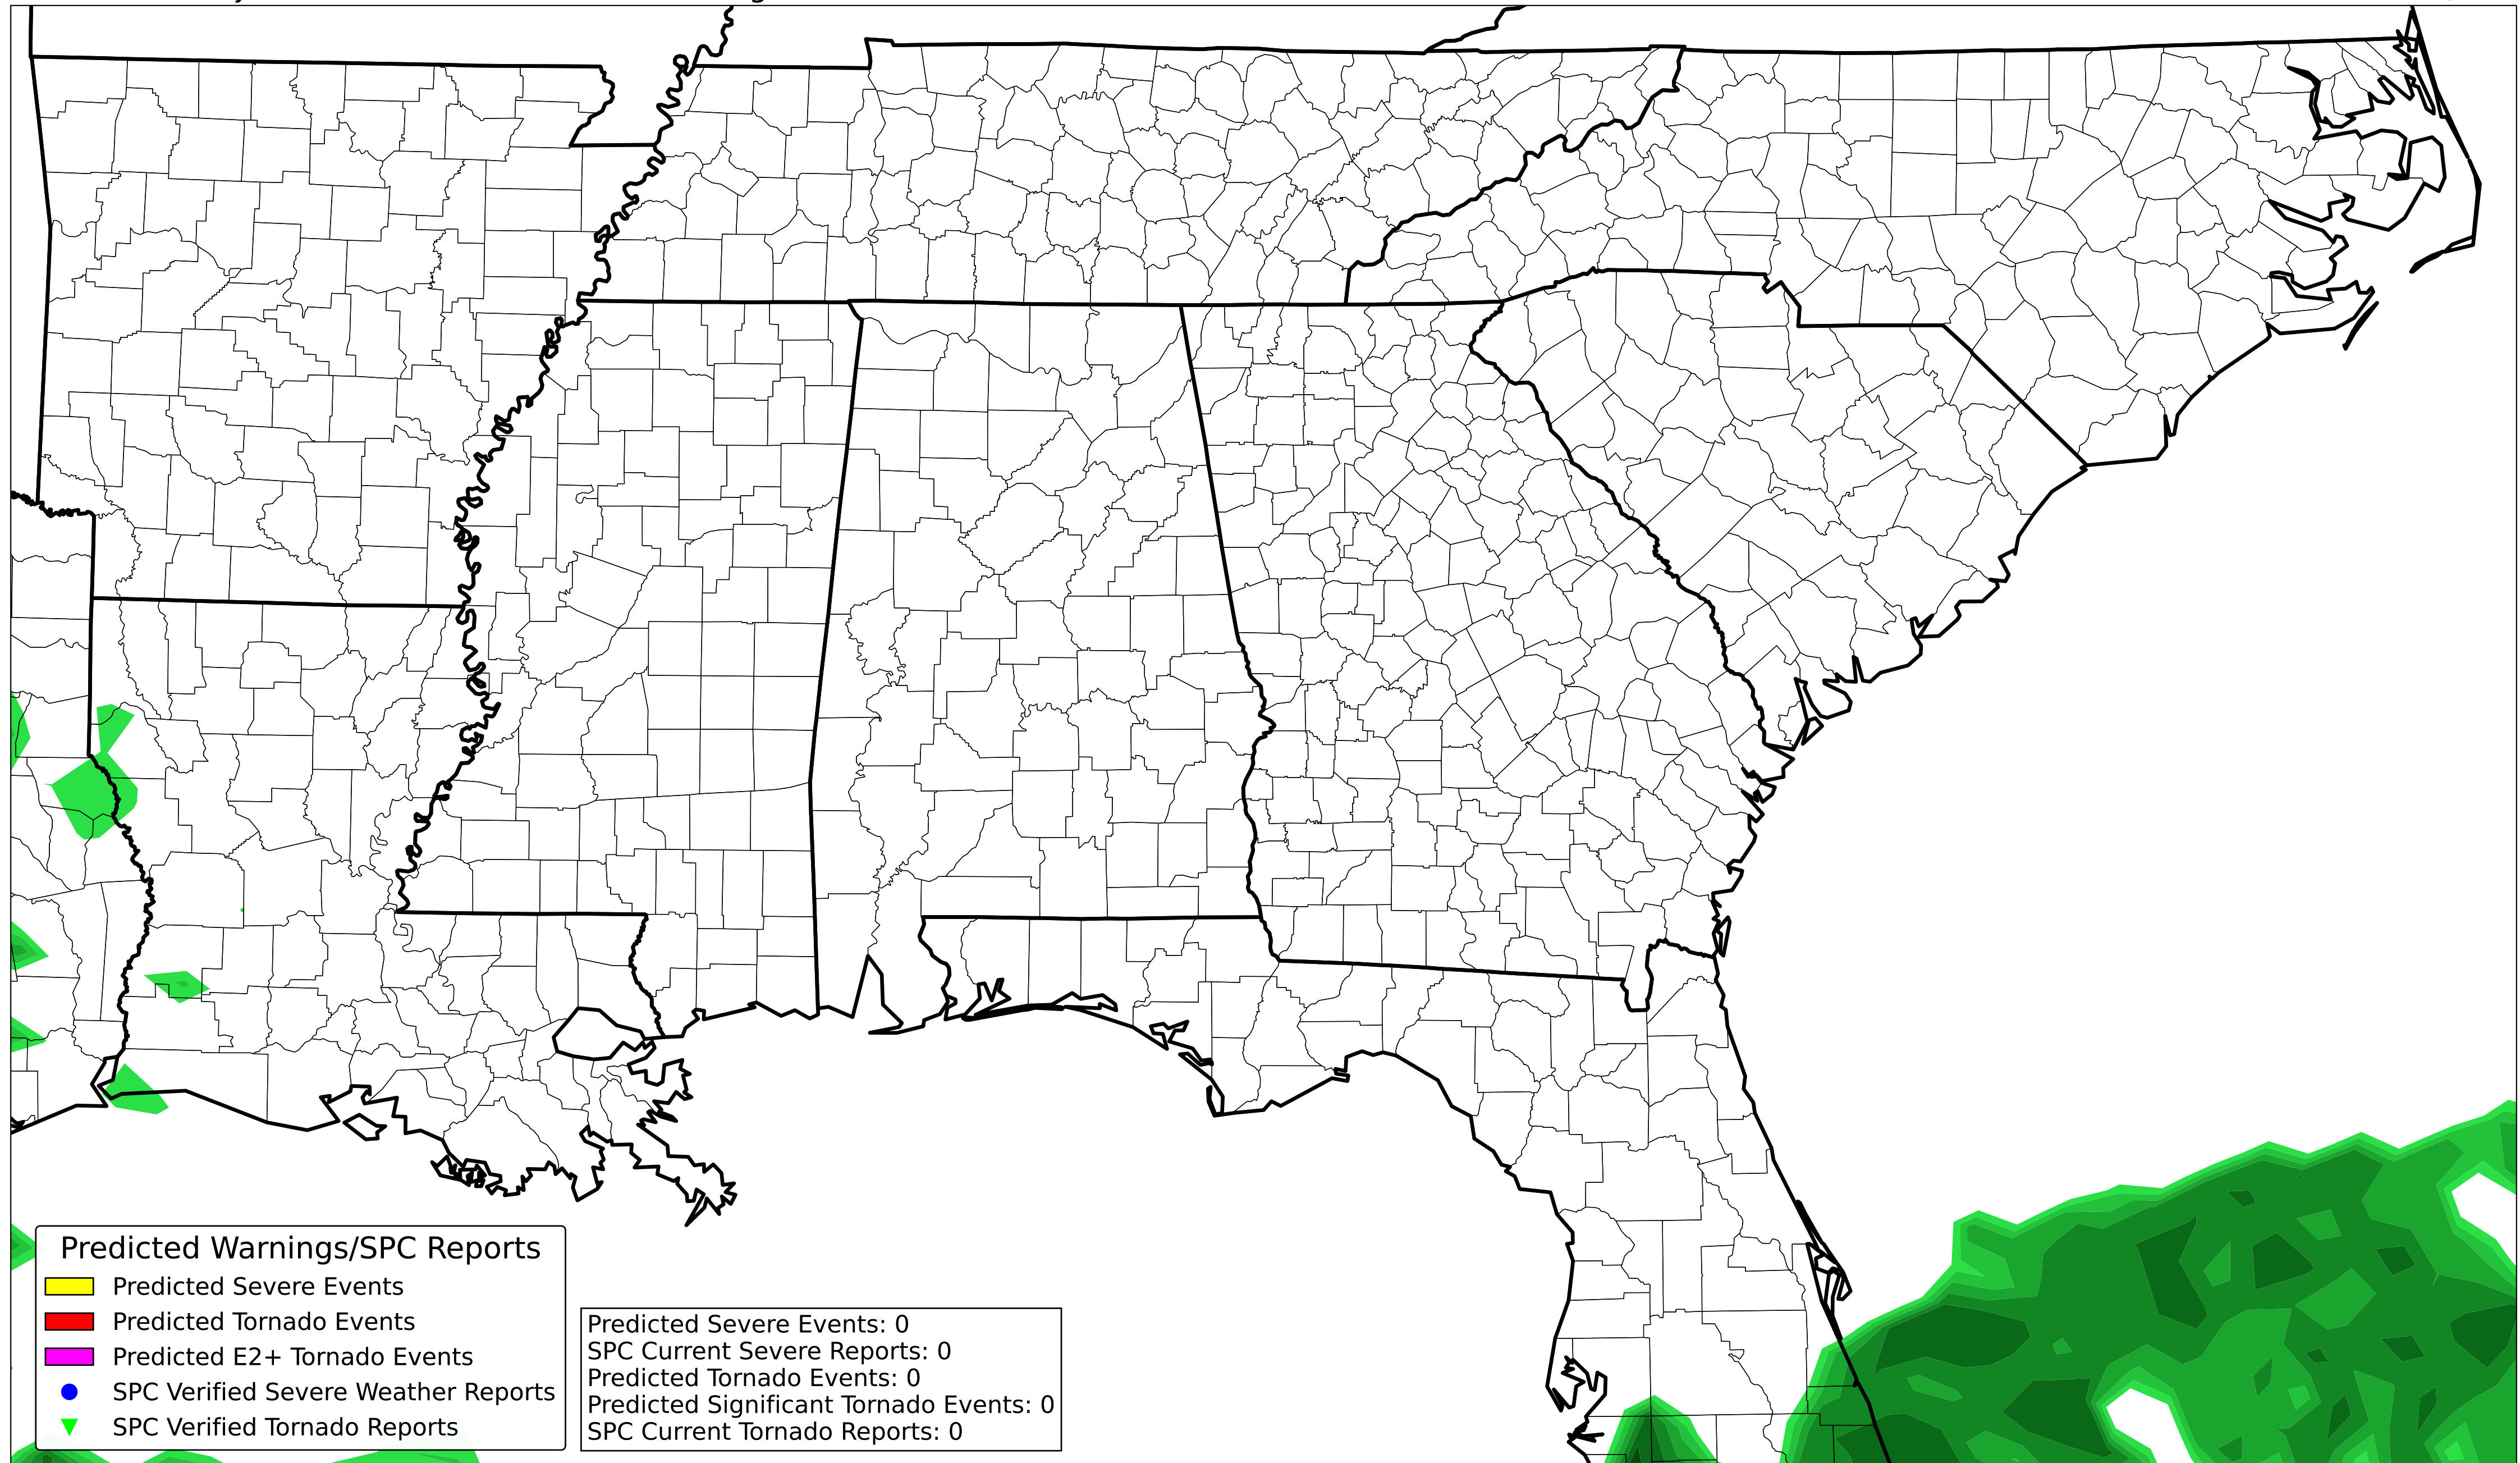 Predicted Warnings/SPC Reports
Predicted Severe Events
Predicted Tornado Events
Predicted E2+ Tornado Events
SPC Verified Severe Weather Reports
SPC Verified Tornado Reports
Predicted Severe Events: 0
SPC Current Severe Reports: 0
Predicted Tornado Events: 0
Predicted Significant Tornado Events: 0
SPC Current Tornado Reports: 0